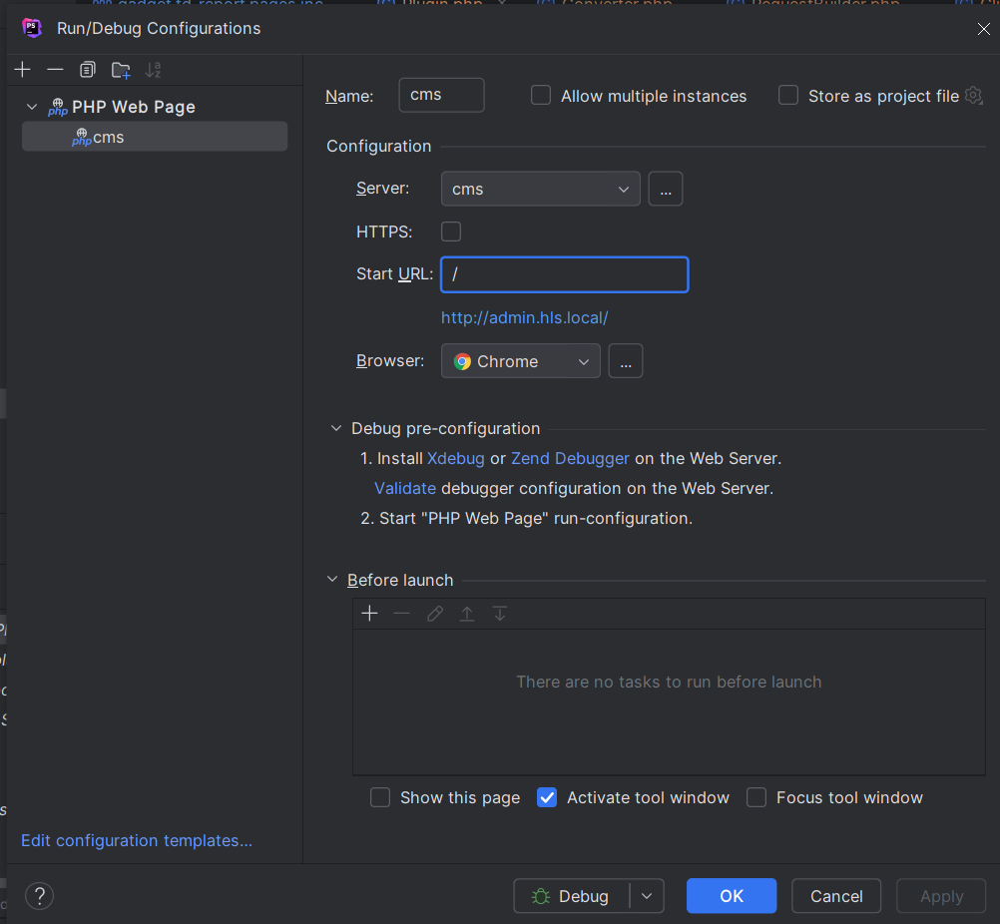 Run/Debug Configurations
PHP Web Page
cms
Name: cms Allow multiple instances Store as project file
Configuration
Server: cms ...
HTTPS:
Start URL: /
http://admin.hls.local/
Browser: Chrome ...
Debug pre-configuration
1. Install Xdebug or Zend Debugger on the Web Server.
Validate debugger configuration on the Web Server.
2. Start "PHP Web Page" run-configuration.
Before launch
There are no tasks to run before launch
Show this page Activate tool window Focus tool window
Edit configuration templates...
? Debug OK Cancel Apply